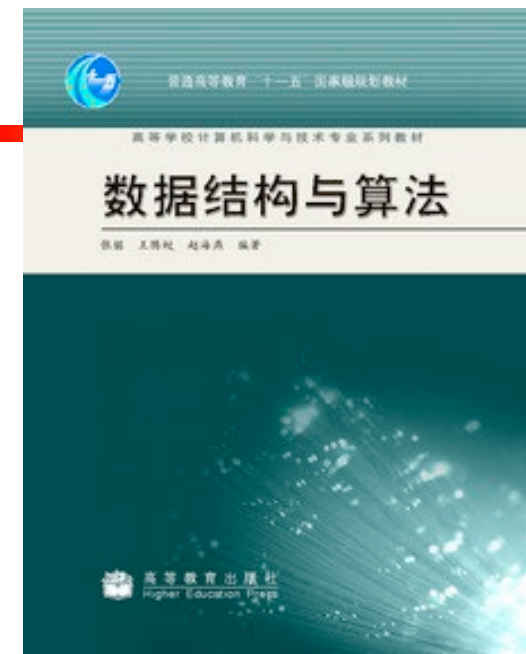 普通高等教育 十一五 国家级规划教材
高等学校计算机科学与技术专业系列教材
数据结构与算法
张铭 王腾蛟 赵海燕 编著
高等教育出版社
Higher Education Press